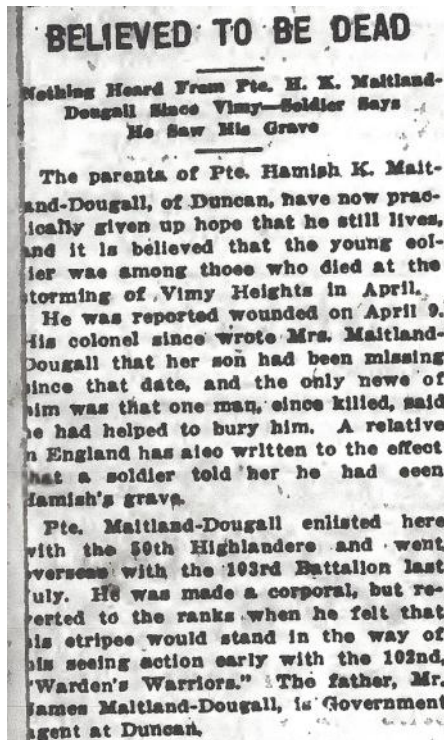 BELIEVED TO BE DEAD
Nothing Heard From Pte. H. K. Maitland-
Dougall Since Vimy—Soldier Says
He Saw His Grave
The parents of Pte. Hamish K. Mait-
and-Dougall, of Duncan, have now prac-
ically given up hope that he still lives,
and it is believed that the young sol-
ier was among those who died at the
torming of Vimy Heights in April.
He was reported wounded on April 9.
His colonel since wrote Mrs. Maitland-
Dougall that her son had been missing
since that date, and the only news of
him was that one man, since killed, said
he had helped to bury him. A relative
n England has also written to the effect
that a soldier told her he had seen
Hamish's grave.
Pte. Maitland-Dougall enlisted here
with the 50th Highlanders and went
overseas with the 103rd Battalion last
uly. He was made a corporal, but re-
verted to the ranks when he felt that
his stripes would stand in the way of
his seeing action early with the 102nd,
"Warden's Warriors." The father, Mr.
James Maitland-Dougall, is Government
agent at Duncan.